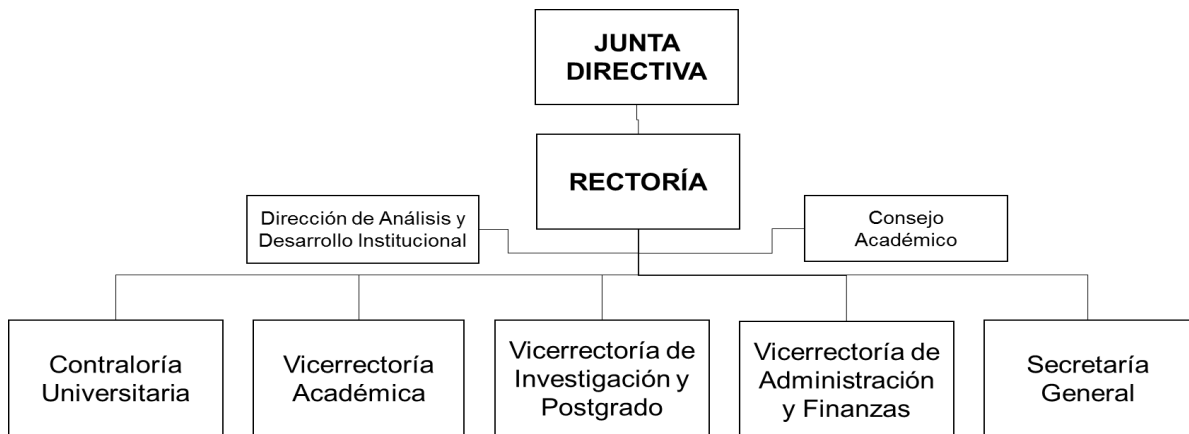 JUNTA
DIRECTIVA
RECTORÍA
Dirección de Análisis y
Desarrollo Institucional
Consejo
Académico
Contraloría
Universitaria
Vicerrectoría
Académica
Vicerrectoría de
Investigación y
Postgrado
Vicerrectoría de
Administración
y Finanzas
Secretaría
General